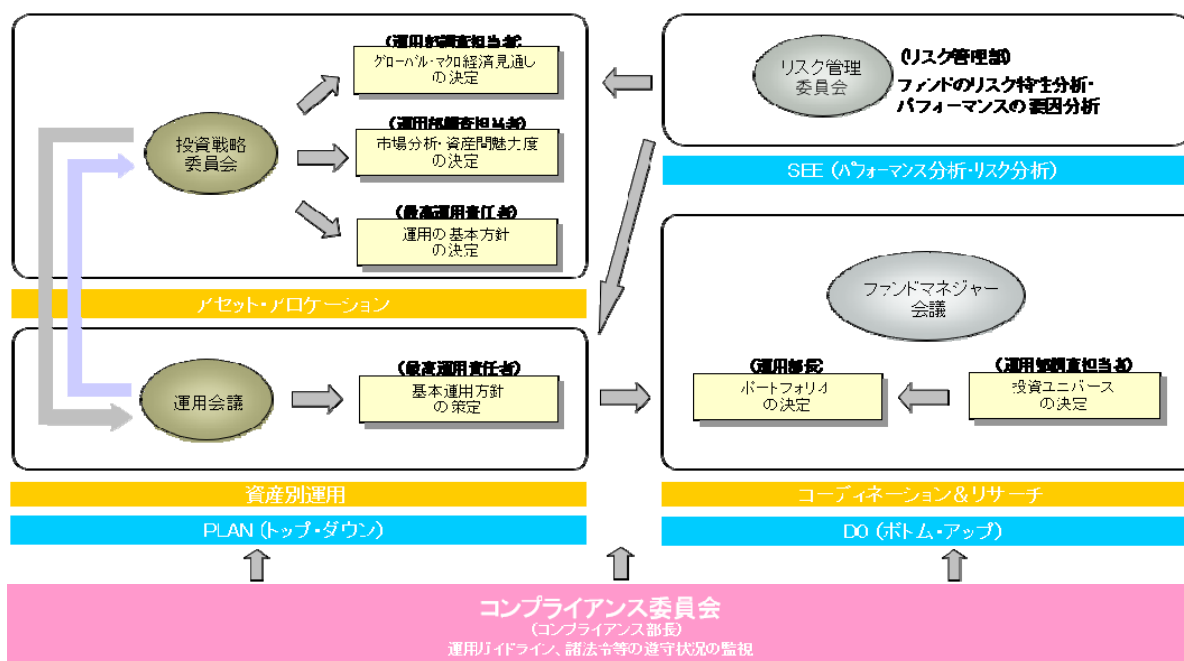 (運用部調査担当者)
グローバル・マクロ経済見通し
の決定
投資戦略
委員会
(運用部調査担当者)
市場分析・資産間魅力度
の決定
(最高運用責任者)
運用の基本方針
の決定
アセット・アロケーション
リスク管理
委員会
(リスク管理部)
ファンドのリスク特性分析・
パフォーマンスの要因分析
SEE (パフォーマンス分析・リスク分析)
運用会議
(最高運用責任者)
基本運用方針
の策定
資産別運用
PLAN (トップ・ダウン)
ファンドマネジャー
会議
(運用部長)
ポートフォリオ
の決定
(運用部調査担当者)
投資ユニバース
の決定
コーディネーション&リサーチ
DO (ボトム・アップ)
コンプライアンス委員会
(コンプライアンス部長)
運用ガイドライン、諸法令等の遵守状況の監視